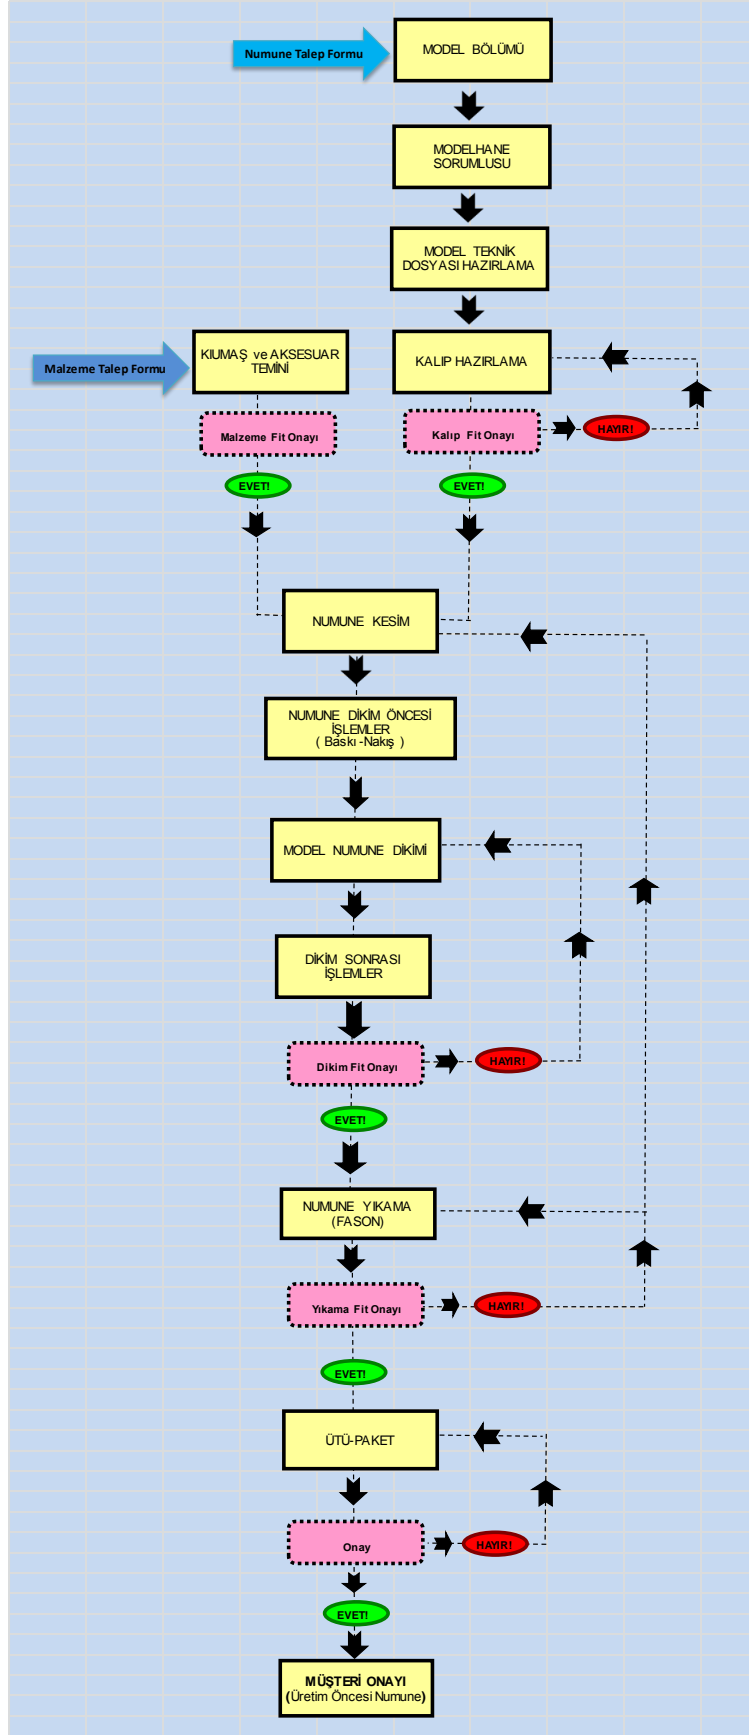 Numune Talep Formu
MODEL BÖLÜMÜ
MODELHANE
SORUMLUSU
MODEL TEKNİK
DOSYASI HAZIRLAMA
Malzeme Talep Formu
KIUMAŞ ve AKSESUAR
TEMİNİ
KALIP HAZIRLAMA
Malzeme Fit Onayı
Kalıp Fit Onayı
HAYIR!
EVET!
EVET!
NUMUNE KESİM
NUMUNE DİKİM ÖNCESİ
İŞLEMLER
( Baskı -Nakış )
MODEL NUMUNE DİKİMİ
DİKİM SONRASI
İŞLEMLER
Dikim Fit Onayı
HAYIR!
EVET!
NUMUNE YIKAMA
(FASON)
Yıkama Fit Onayı
HAYIR!
EVET!
ÜTÜ-PAKET
Onay
HAYIR!
EVET!
MÜŞTERİ ONAYI
(Üretim Öncesi Numune)